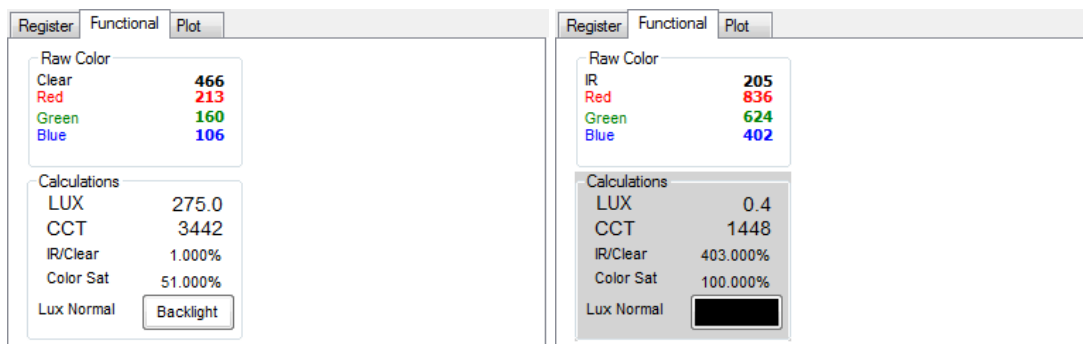 Register Functional Plot
Raw Color
Clear 466
Red 213
Green 160
Blue 106
Calculations
LUX 275.0
CCT 3442
IR/Clear 1.000%
Color Sat 51.000%
Lux Normal Backlight
Register Functional Plot
Raw Color
IR 205
Red 836
Green 624
Blue 402
Calculations
LUX 0.4
CCT 1448
IR/Clear 403.000%
Color Sat 100.000%
Lux Normal